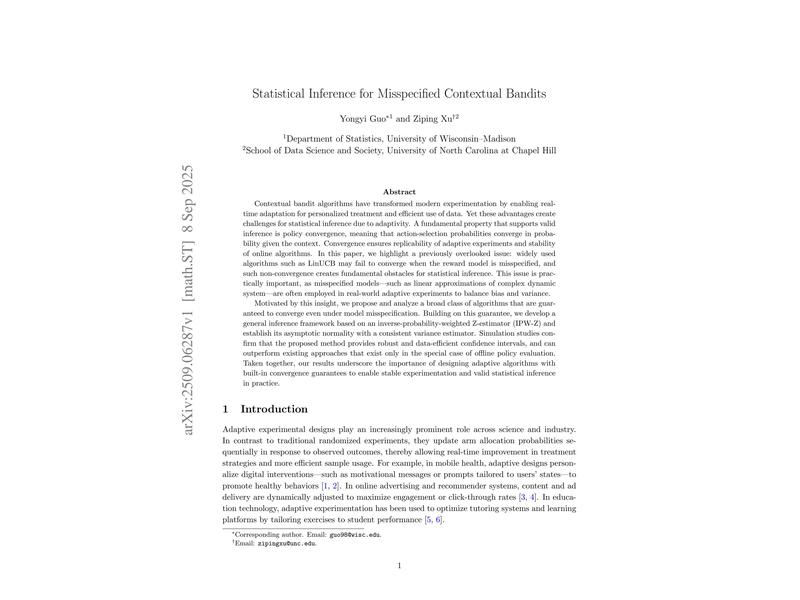 arXiv:2509.06287v1 [math.ST] 8 Sep 2025
Statistical Inference for Misspecified Contextual Bandits
Yongyi Guo*1 and Ziping Xu†2
1Department of Statistics, University of Wisconsin–Madison
2School of Data Science and Society, University of North Carolina at Chapel Hill
Abstract
Contextual bandit algorithms have transformed modern experimentation by enabling real-
time adaptation for personalized treatment and efficient use of data. Yet these advantages create
challenges for statistical inference due to adaptivity. A fundamental property that supports valid
inference is policy convergence, meaning that action-selection probabilities converge in proba-
bility given the context. Convergence ensures replicability of adaptive experiments and stability
of online algorithms. In this paper, we highlight a previously overlooked issue: widely used
algorithms such as LinUCB may fail to converge when the reward model is misspecified, and
such non-convergence creates fundamental obstacles for statistical inference. This issue is prac-
tically important, as misspecified models—such as linear approximations of complex dynamic
system—are often employed in real-world adaptive experiments to balance bias and variance.
Motivated by this insight, we propose and analyze a broad class of algorithms that are guar-
anteed to converge even under model misspecification. Building on this guarantee, we develop a
general inference framework based on an inverse-probability-weighted Z-estimator (IPW-Z) and
establish its asymptotic normality with a consistent variance estimator. Simulation studies con-
firm that the proposed method provides robust and data-efficient confidence intervals, and can
outperform existing approaches that exist only in the special case of offline policy evaluation.
Taken together, our results underscore the importance of designing adaptive algorithms with
built-in convergence guarantees to enable stable experimentation and valid statistical inference
in practice.
1 Introduction
Adaptive experimental designs play an increasingly prominent role across science and industry.
In contrast to traditional randomized experiments, they update arm allocation probabilities se-
quentially in response to observed outcomes, thereby allowing real-time improvement in treatment
strategies and more efficient sample usage. For example, in mobile health, adaptive designs person-
alize digital interventions—such as motivational messages or prompts tailored to users' states—to
promote healthy behaviors [1, 2]. In online advertising and recommender systems, content and ad
delivery are dynamically adjusted to maximize engagement or click-through rates [3, 4]. In educa-
tion technology, adaptive experimentation has been used to optimize tutoring systems and learning
platforms by tailoring exercises to student performance [5, 6].
*Corresponding author. Email: guo98@wisc.edu.
†Email: zipingxu@unc.edu.
1